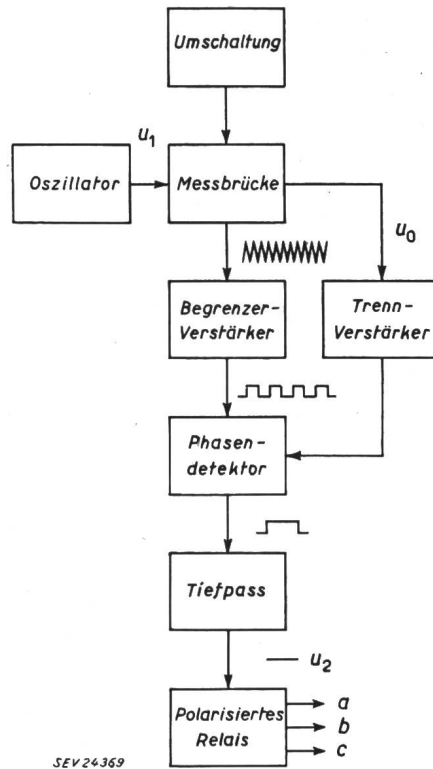 Umschaltung
u1
Oszillator
Messbrücke
u0
Begrenzer-
Verstärker
Trenn-
Verstärker
Phasen-
detektor
Tiefpass
u2
Polarisiertes
Relais
a
b
c
SEV 24369